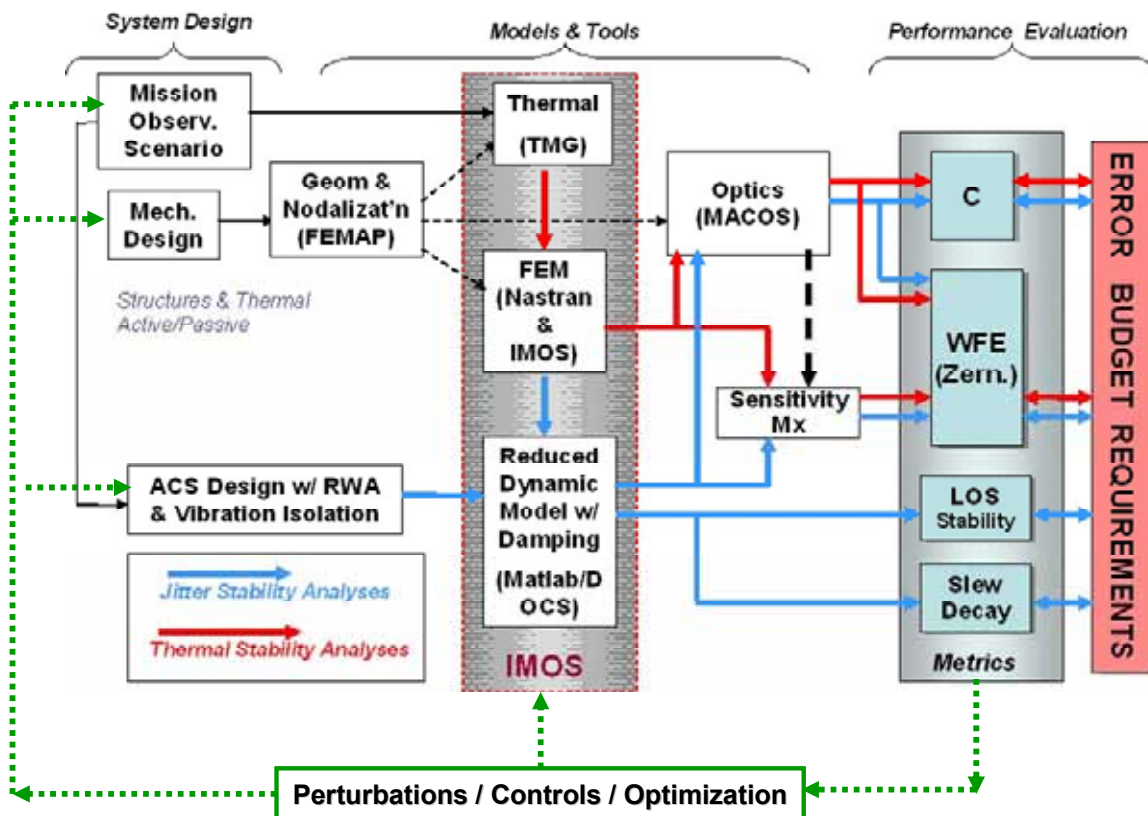 System Design
Models & Tools
Performance Evaluation
Mission
Observ.
Scenario
Mech.
Design
Structures & Thermal
Active/Passive
Geom &
Nodalizat'n
(FEMAP)
Thermal
(TMG)
FEM
(Nastran
&
IMOS)
Reduced
Dynamic
Model w/
Damping
(Matlab/D
OCS)
IMOS
ACS Design w/ RWA
& Vibration Isolation
Jitter Stability Analyses
Thermal Stability Analyses
Optics
(MACOS)
Sensitivity
Mx
C
WFE
(Zern.)
LOS
Stability
Slew
Decay
Metrics
ERROR BUDGET REQUIREMENTS
Perturbations / Controls / Optimization